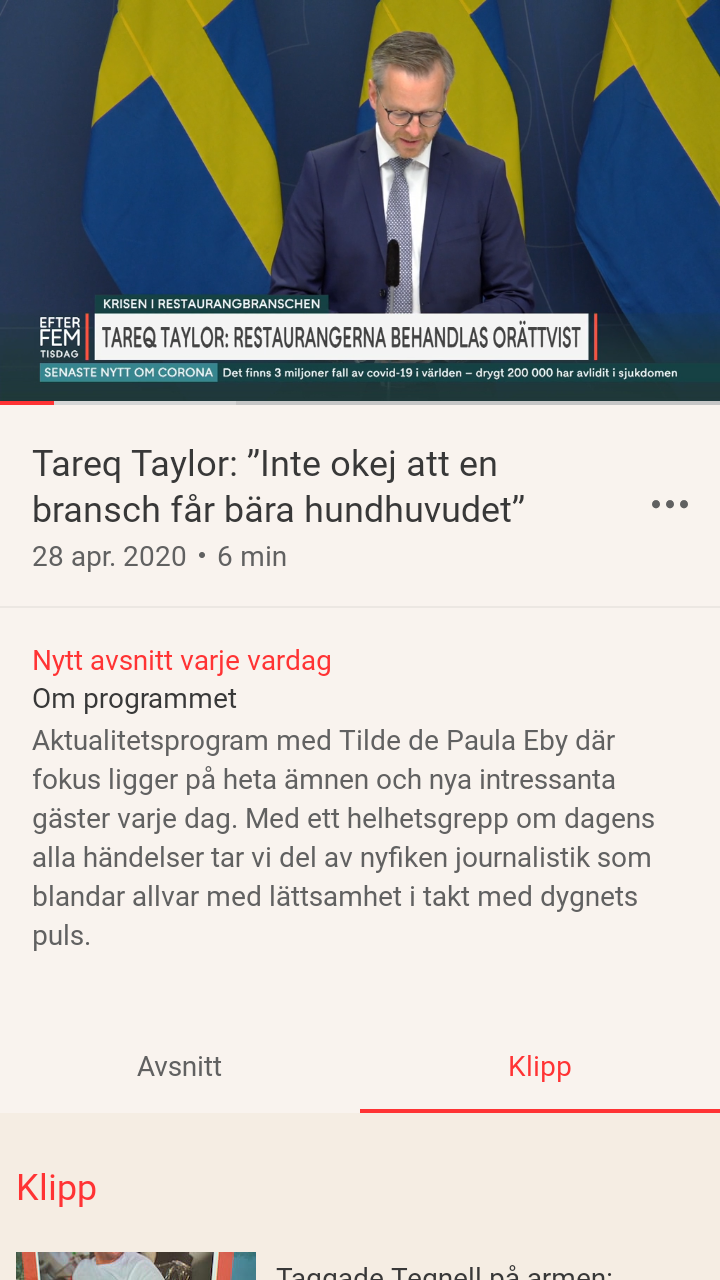 KRISEN I RESTAURANGBRANSCHEN
EFTER
FEM
TISDAG
TAREQ TAYLOR: RESTAURANGERNA BEHANDLAS ORÄTTVIST
SENASTE NYTT OM CORONA Det finns 3 miljoner fall av covid-19 i världen – drygt 200 000 har avlidit i sjukdomen
Tareq Taylor: ”Inte okej att en
bransch får bära hundhuvudet”
28 apr. 2020 • 6 min
Nytt avsnitt varje vardag
Om programmet
Aktualitetsprogram med Tilde de Paula Eby där
fokus ligger på heta ämnen och nya intressanta
gäster varje dag. Med ett helhetsgrepp om dagens
alla händelser tar vi del av nyfiken journalistik som
blandar allvar med lättsamhet i takt med dygnets
puls.
Avsnitt
Klipp
Klipp
Taggade Tegnell på armen: